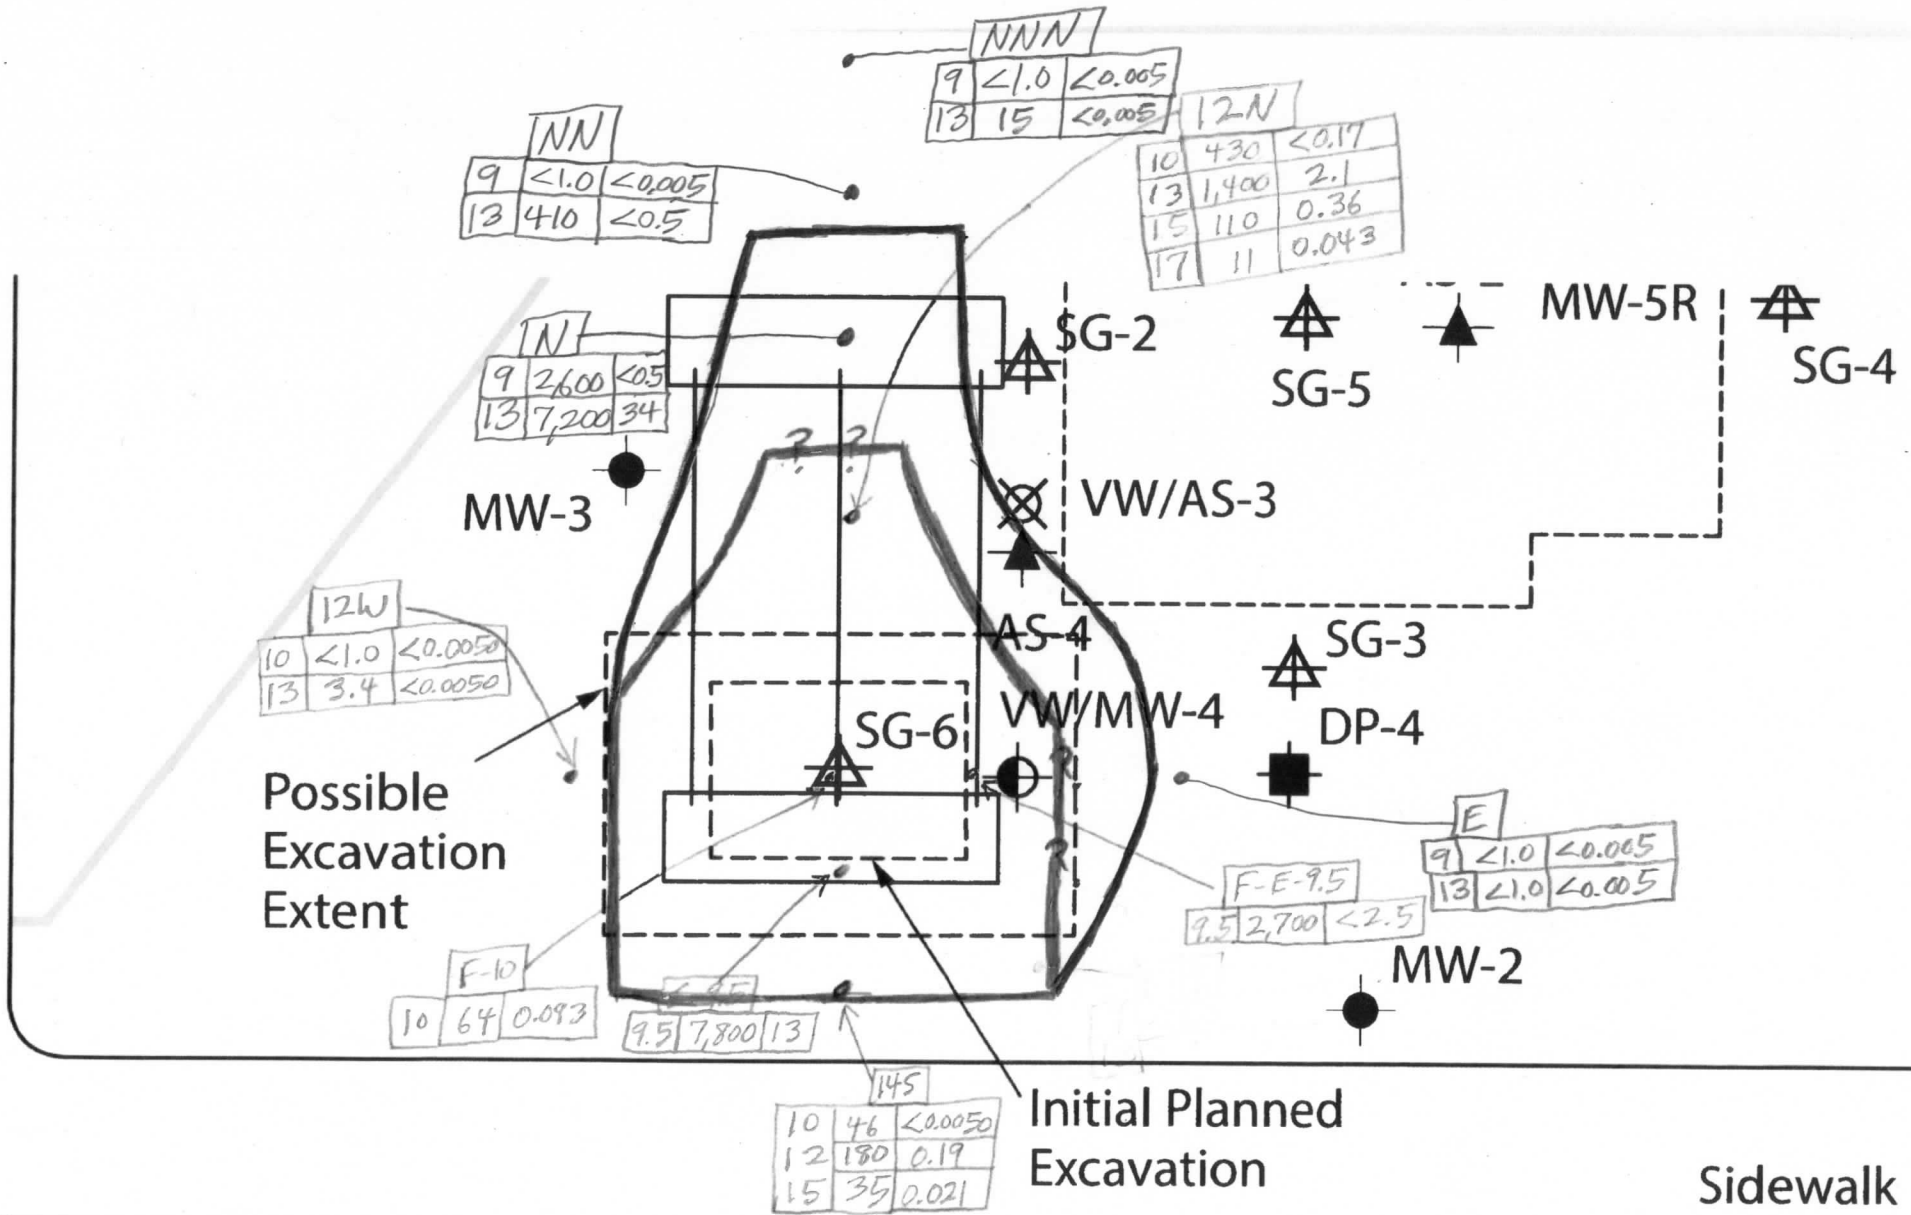 NNN
9 <1.0 <0.005
13 15 <0.005
NN
9 <1.0 <0.005
13 410 <0.5
12N
10 430 <0.17
13 1,400 2.1
15 110 0.36
17 11 0.043
N
9 2,600 <0.5
13 7,200 34
SG-2
SG-5
MW-5R
SG-4
? ?
MW-3
VW/AS-3
12W
10 <1.0 <0.0050
13 3.4 <0.0050
AS-4
SG-3
VW/MW-4
SG-6
DP-4
?
?
Possible
Excavation
Extent
E
9 <1.0 <0.005
13 <1.0 <0.005
F-E-9.5
9.5 2,700 <2.5
MW-2
F-10
10 64 0.093
9.5 7,800 13
145
10 46 <0.0050
12 180 0.19
15 35 0.021
Initial Planned
Excavation
Sidewalk